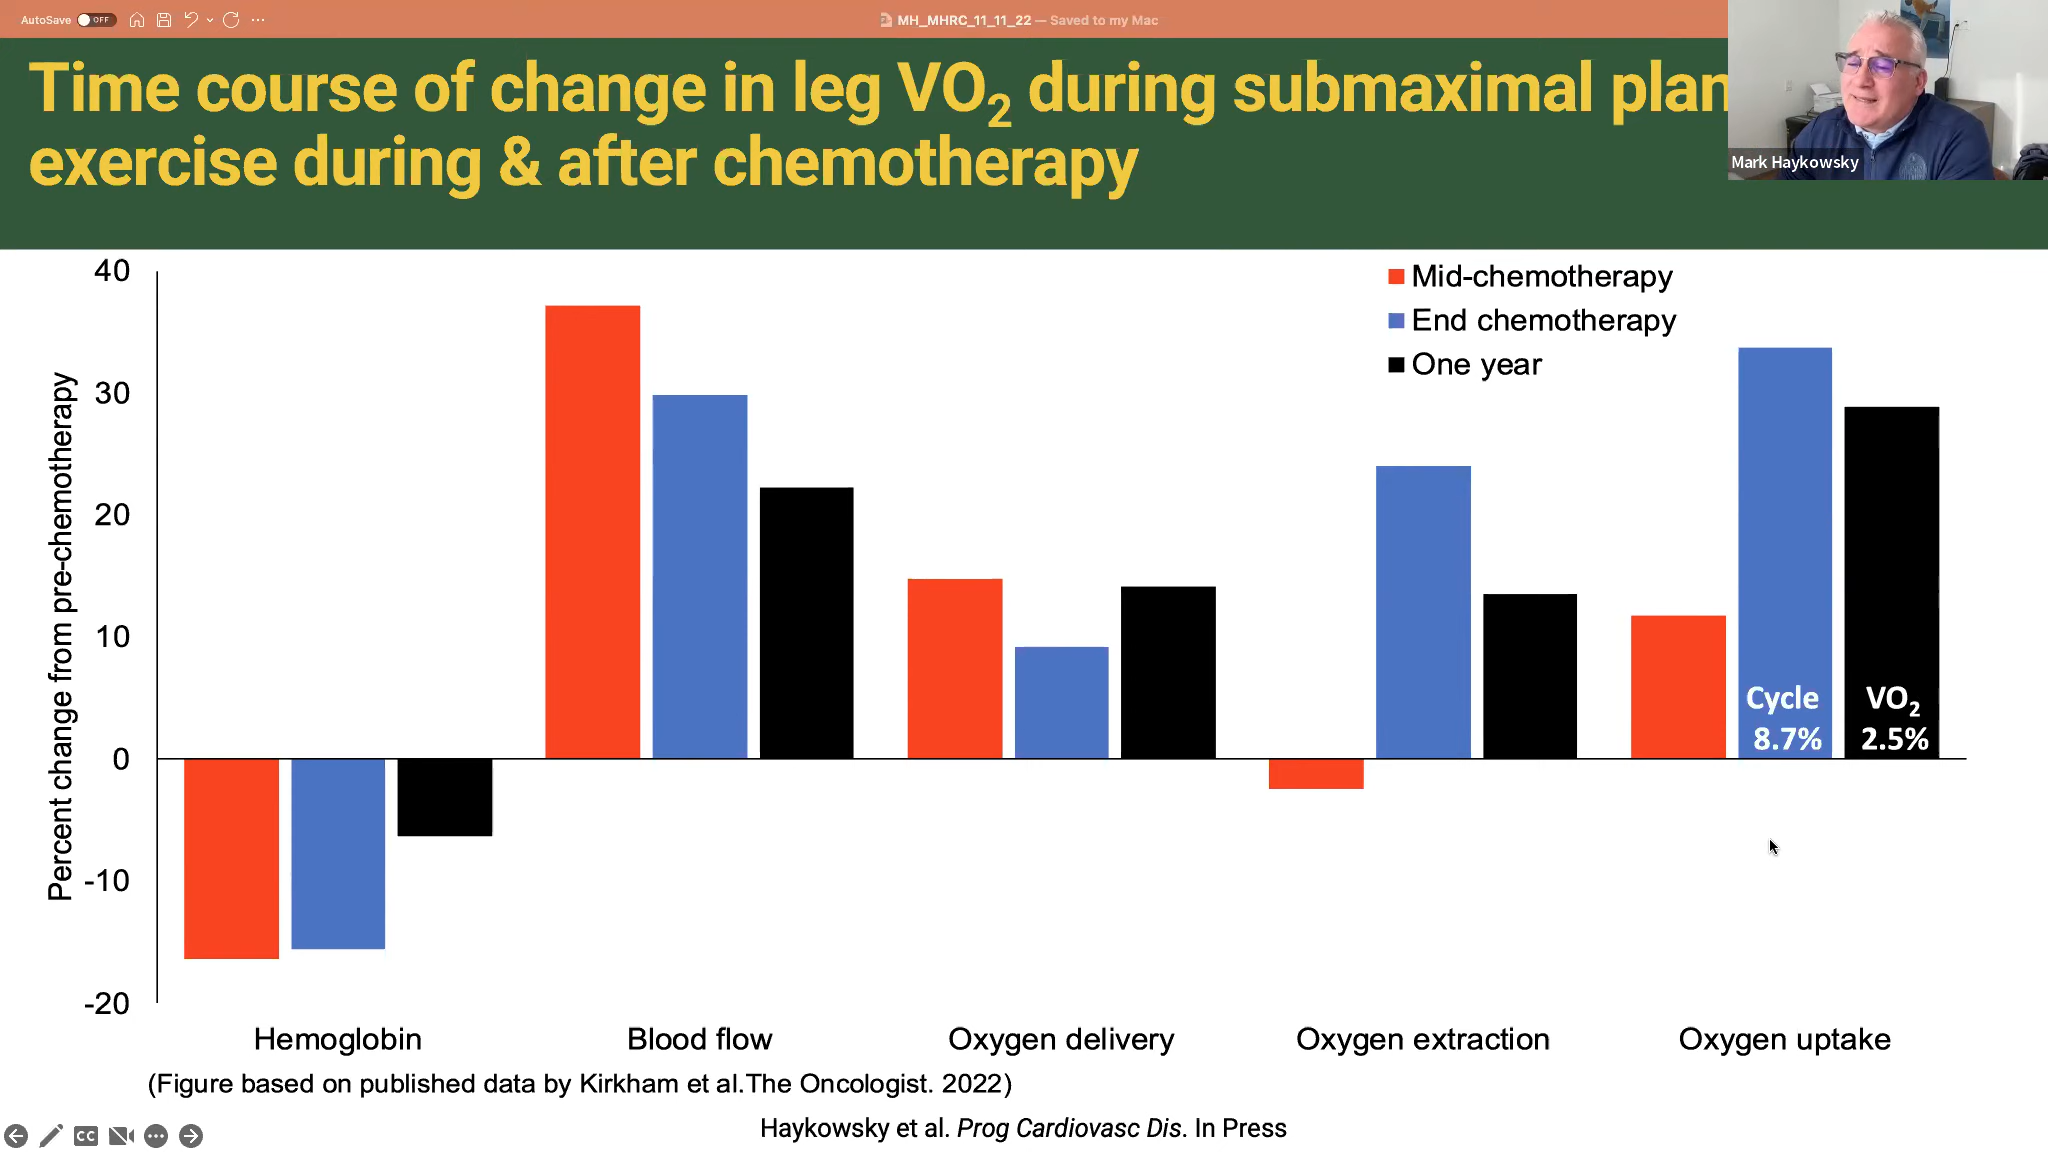 AutoSave OFF
MH_MHRC_11_11_22 — Saved to my Mac
Time course of change in leg VO2 during submaximal plan
exercise during & after chemotherapy
Mark Haykowsky
Percent change from pre-chemotherapy
40
30
20
10
0
-10
-20
Mid-chemotherapy
End chemotherapy
One year
Cycle VO2
8.7% 2.5%
Hemoglobin Blood flow Oxygen delivery Oxygen extraction Oxygen uptake
(Figure based on published data by Kirkham et al.The Oncologist. 2022)
Haykowsky et al. Prog Cardiovasc Dis. In Press
CC